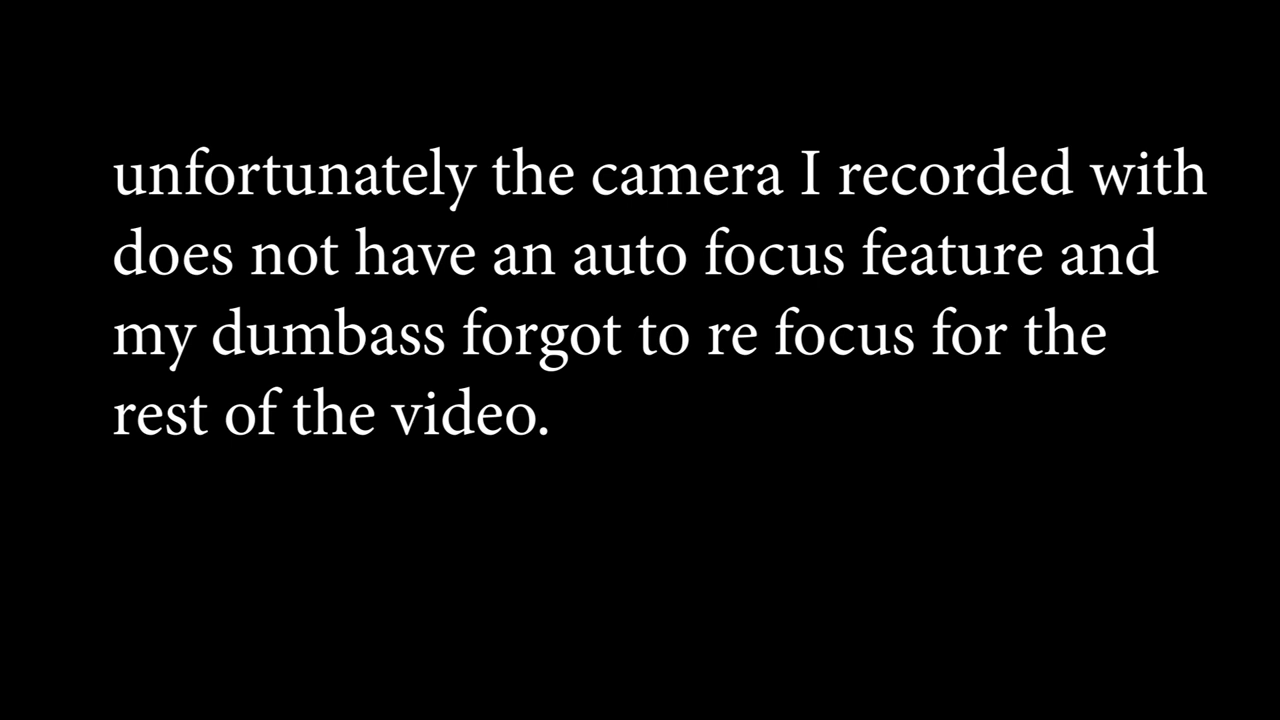 unfortunately the camera I recorded with
does not have an auto focus feature and
my dumbass forgot to re focus for the
rest of the video.